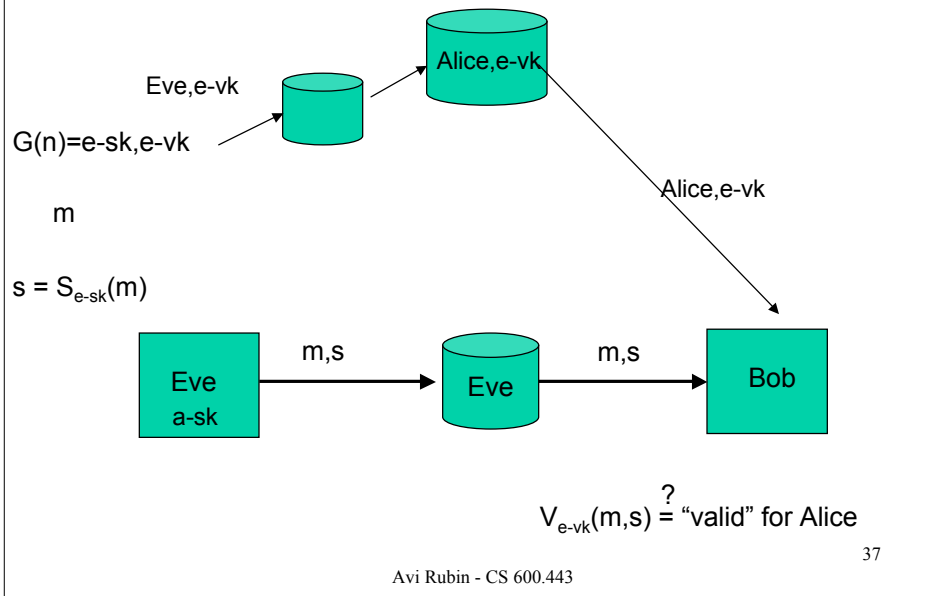 Alice,e-vk
Eve,e-vk
G(n)=e-sk,e-vk
Alice,e-vk
m
s = Se-sk(m)
m,s
m,s
Eve
a-sk
Eve
Bob
?
Ve-vk(m,s) = “valid” for Alice
37
Avi Rubin - CS 600.443